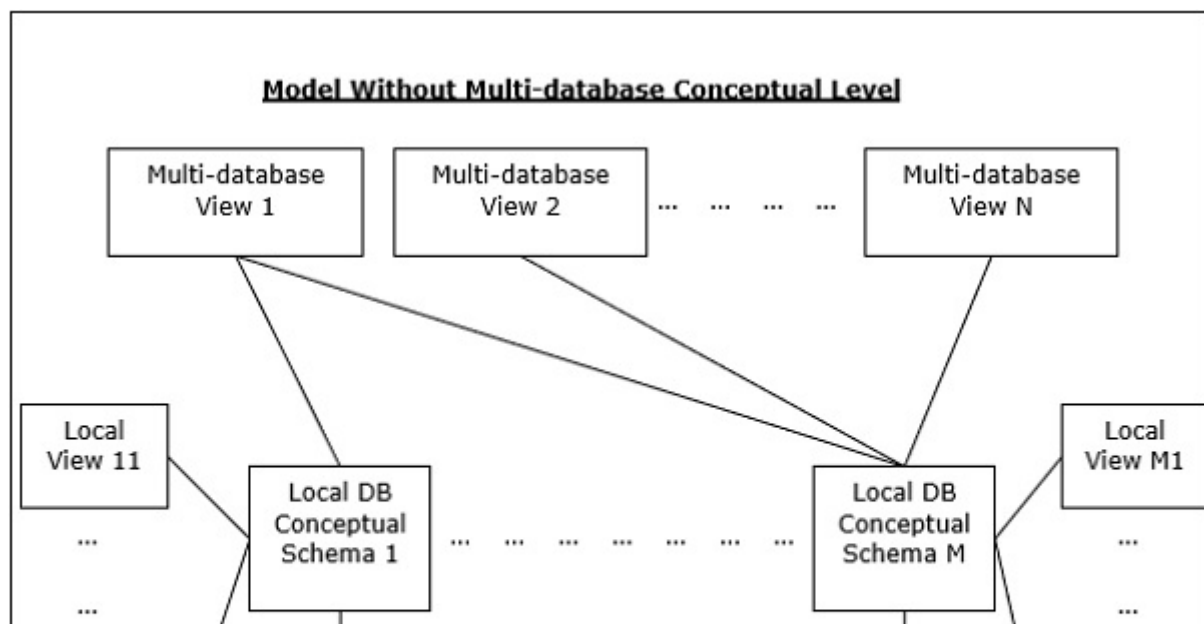 Model Without Multi-database Conceptual Level
Multi-database
View 1
Multi-database
View 2
... ... ... ...
Multi-database
View N
Local
View 11
Local
View M1
Local DB
Conceptual
Schema 1
... ... ... ... ... ... ...
Local DB
Conceptual
Schema M
...
...
...
...